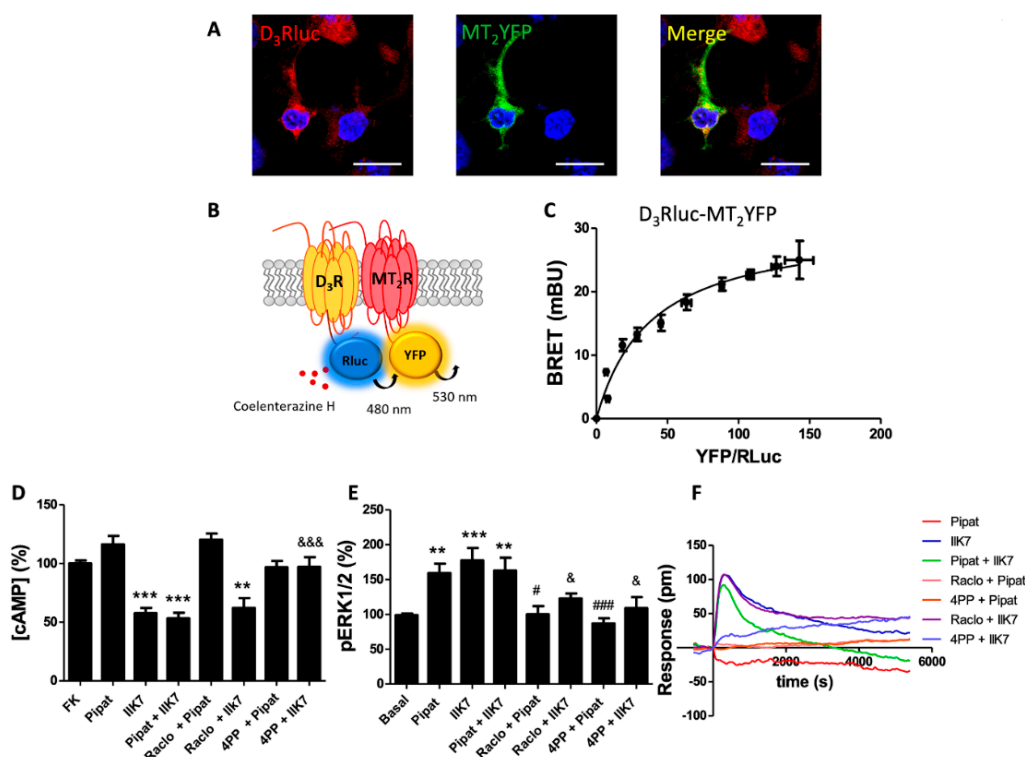 A
D₃Rluc
MT₂YFP
Merge
B
D₃R
MT₂R
Rluc
YFP
Coelenterazine H
480 nm
530 nm
C
D₃Rluc-MT₂YFP
BRET (mBU)
30
20
10
0
0 50 100 150 200
YFP/RLuc
D
[cAMP] (%)
150
100
50
0
*** *** ** &&&
FK
Pipat
IIK7
Pipat + IIK7
Raclo + Pipat
Raclo + IIK7
4PP + Pipat
4PP + IIK7
E
pERK1/2 (%)
250
200
150
100
50
0
** *** ** # & ### &
Basal
Pipat
IIK7
Pipat + IIK7
Raclo + Pipat
Raclo + IIK7
4PP + Pipat
4PP + IIK7
F
Response (pm)
150
100
50
-50
-100
2000 4000 6000
time (s)
Pipat
IIK7
Pipat + IIK7
Raclo + Pipat
4PP + Pipat
Raclo + IIK7
4PP + IIK7